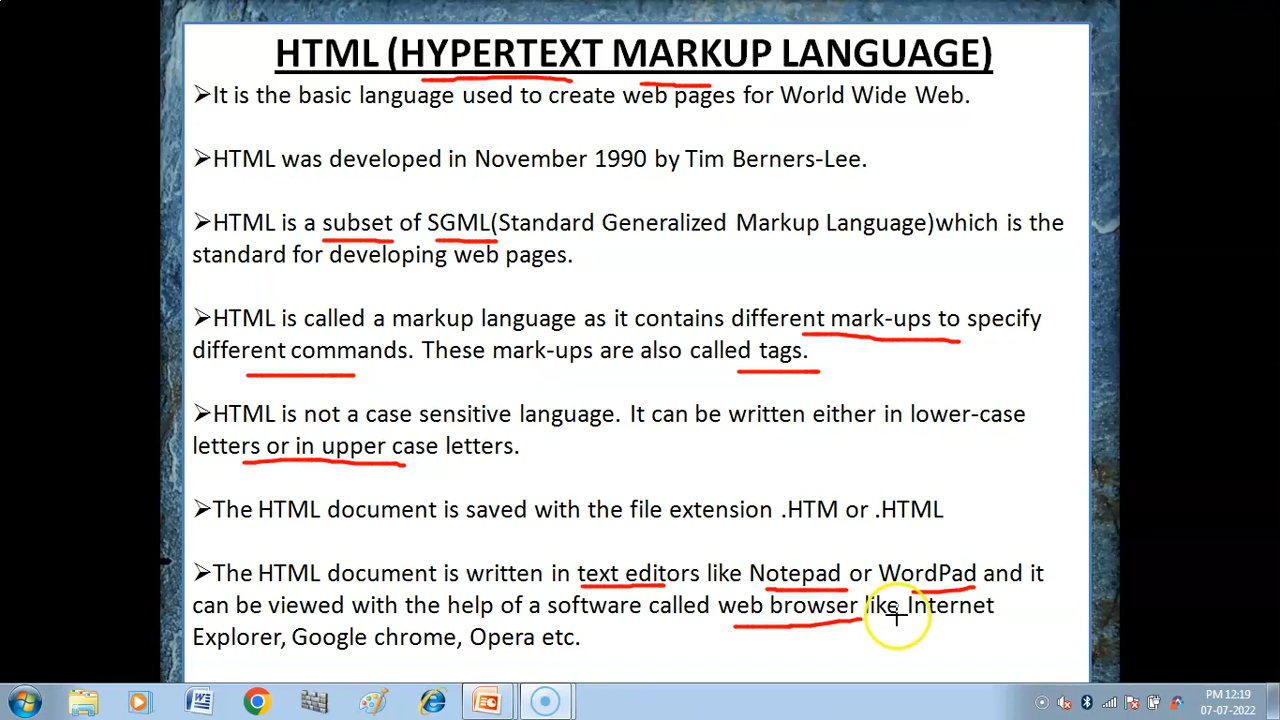 HTML (HYPERTEXT MARKUP LANGUAGE)
➢It is the basic language used to create web pages for World Wide Web.
➢HTML was developed in November 1990 by Tim Berners-Lee.
➢HTML is a subset of SGML(Standard Generalized Markup Language)which is the
standard for developing web pages.
➢HTML is called a markup language as it contains different mark-ups to specify
different commands. These mark-ups are also called tags.
➢HTML is not a case sensitive language. It can be written either in lower-case
letters or in upper case letters.
➢The HTML document is saved with the file extension .HTM or .HTML
➢The HTML document is written in text editors like Notepad or WordPad and it
can be viewed with the help of a software called web browser like Internet
Explorer, Google chrome, Opera etc.
PM 12:19
07-07-2022